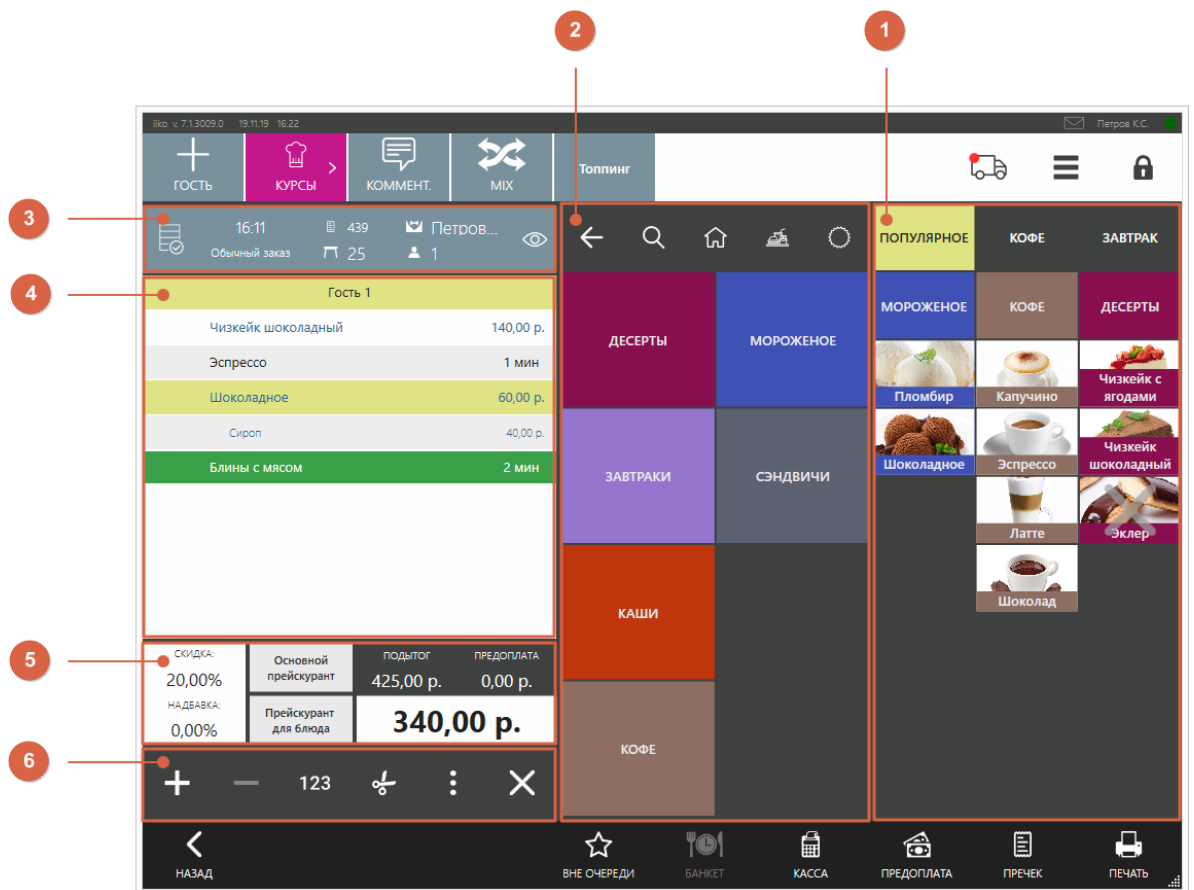 2
1
iiko v. 7.1.3009.0 19.11.19 16:22
Петров К.С.
ГОСТЬ
КУРСЫ
КОММЕНТ.
MIX
Топпинг
3
16:11
439
Петров...
Обычный заказ
25
1
ПОПУЛЯРНОЕ
КОФЕ
ЗАВТРАК
4
Гость 1
Чизкейк шоколадный 140,00 р.
Эспрессо 1 мин
Шоколадное 60,00 р.
Сироп 40,00 р.
Блины с мясом 2 мин
ДЕСЕРТЫ
МОРОЖЕНОЕ
ЗАВТРАКИ
СЭНДВИЧИ
КАШИ
КОФЕ
МОРОЖЕНОЕ
КОФЕ
ДЕСЕРТЫ
Пломбир
Капучино
Чизкейк с
ягодами
Шоколадное
Эспрессо
Чизкейк
шоколадный
Латте
Эклер
Шоколад
5
СКИДКА:
20,00%
НАДБАВКА:
0,00%
Основной
прейскурант
Прейскурант
для блюда
ПОДЫТОГ
425,00 р.
ПРЕДОПЛАТА
0,00 р.
340,00 р.
6
123
НАЗАД
ВНЕ ОЧЕРЕДИ
БАНКЕТ
КАССА
ПРЕДОПЛАТА
ПРЕЧЕК
ПЕЧАТЬ